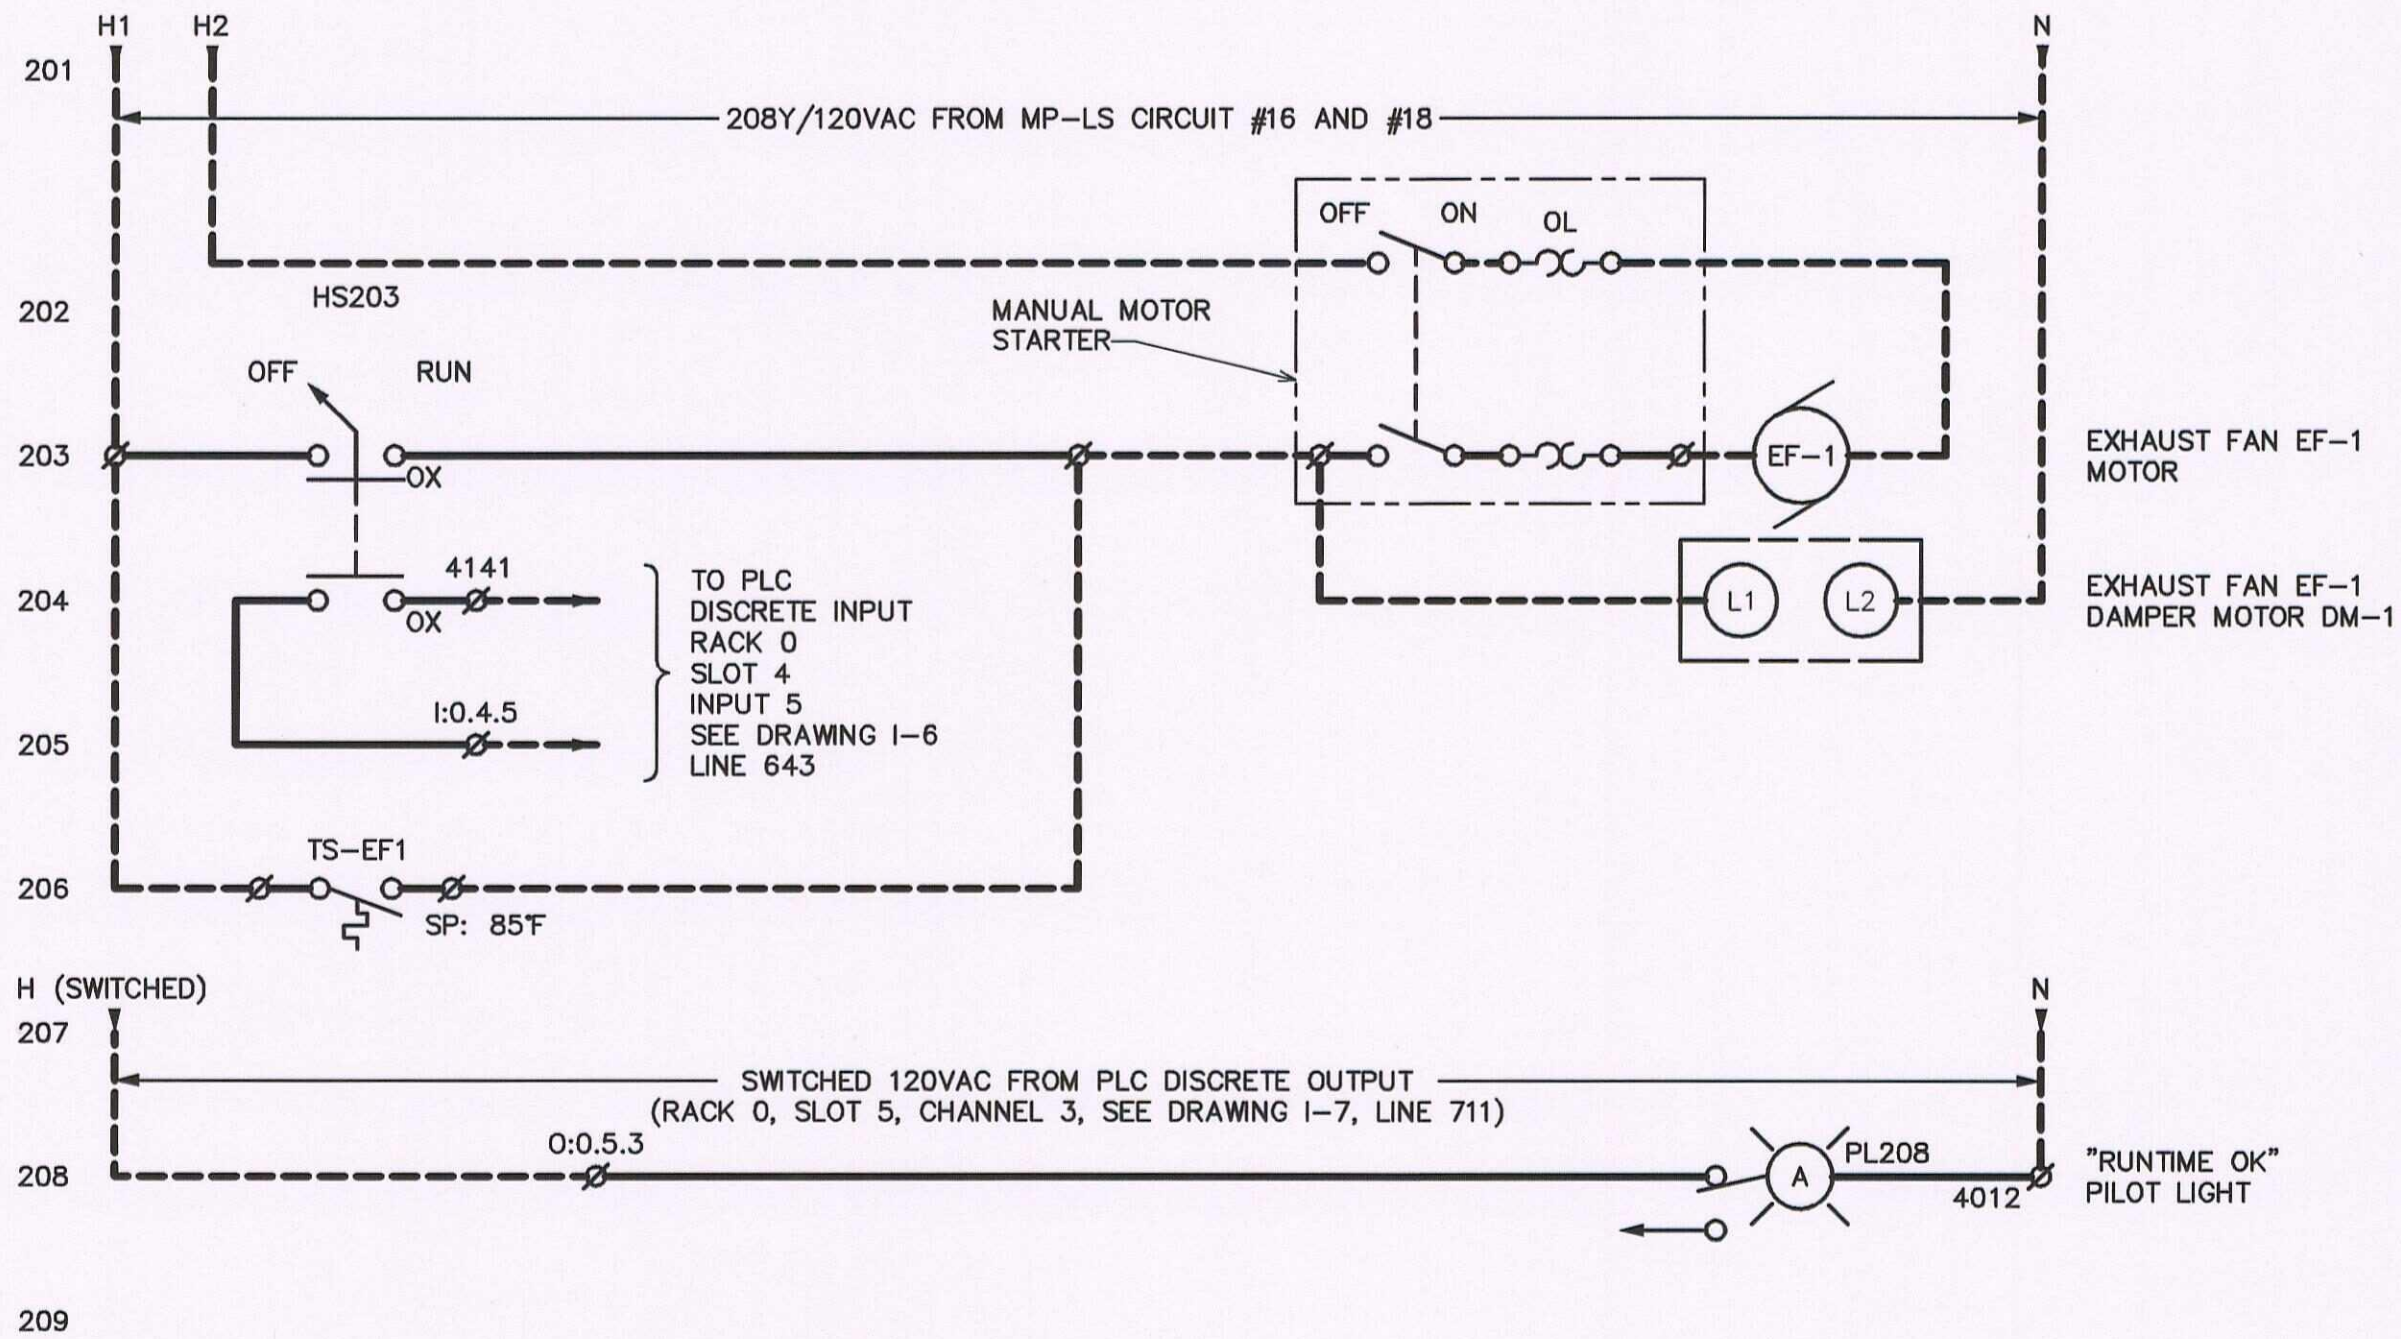 H1
H2
N
201
208Y/120VAC FROM MP-LS CIRCUIT #16 AND #18
OFF
ON
OL
202
HS203
MANUAL MOTOR
STARTER
OFF
RUN
203
OX
EF-1
EXHAUST FAN EF-1
MOTOR
204
4141
OX
TO PLC
DISCRETE INPUT
RACK 0
SLOT 4
INPUT 5
SEE DRAWING I-6
LINE 643
L1
L2
EXHAUST FAN EF-1
DAMPER MOTOR DM-1
205
I:0.4.5
206
TS-EF1
SP: 85°F
H (SWITCHED)
N
207
SWITCHED 120VAC FROM PLC DISCRETE OUTPUT
(RACK 0, SLOT 5, CHANNEL 3, SEE DRAWING I-7, LINE 711)
208
O:0.5.3
A
PL208
4012
"RUNTIME OK"
PILOT LIGHT
209